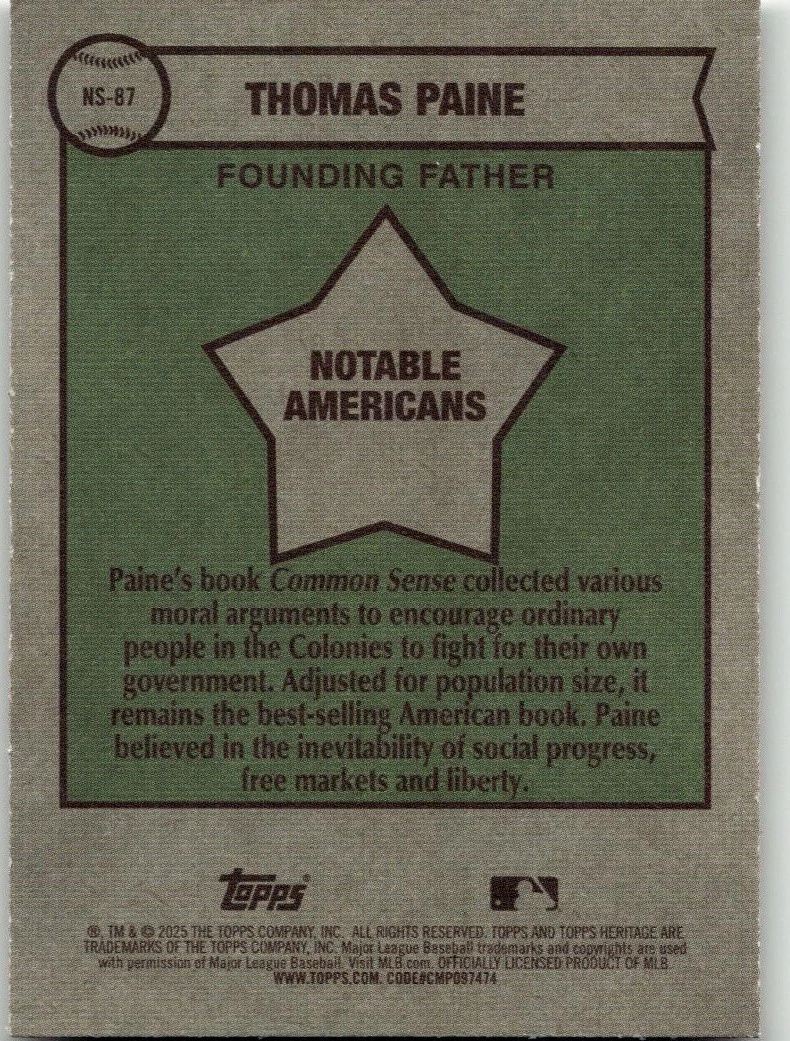 NS-87
THOMAS PAINE
FOUNDING FATHER
NOTABLE
AMERICANS
Paine's book Common Sense collected various
moral arguments to encourage ordinary
people in the Colonies to fight for their own
government. Adjusted for population size, it
remains the best-selling American book. Paine
believed in the inevitability of social progress,
free markets and liberty.
Topps®
®, TM & © 2025 THE TOPPS COMPANY, INC. ALL RIGHTS RESERVED. TOPPS AND TOPPS HERITAGE ARE
TRADEMARKS OF THE TOPPS COMPANY, INC. Major League Baseball trademarks and copyrights are used
with permission of Major League Baseball. Visit MLB.com. OFFICIALLY LICENSED PRODUCT OF MLB.
WWW.TOPPS.COM. CODE#CMP097474